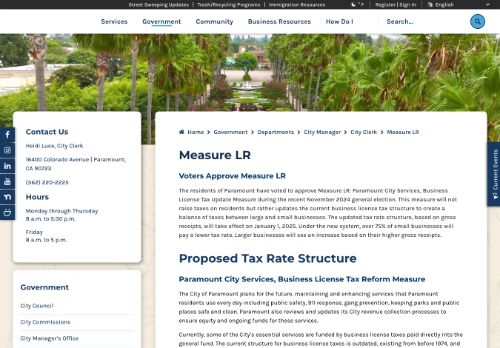 Street Sweeping Updates | Trash/Recycling Programs | Immigration Resources
°F | Register | Sign In
English
Services
Government
Community
Business Resources
How Do I
Search...
Contact Us
Heidi Luce, City Clerk
16400 Colorado Avenue | Paramount,
CA 90723
(562) 220-2225
Hours
Monday through Thursday
8 a.m. to 5:30 p.m.
Friday
8 a.m. to 5 p.m.
Government
City Council
City Commissions
City Manager's Office
Home > Government > Departments > City Manager > City Clerk > Measure LR
Measure LR
Voters Approve Measure LR
The residents of Paramount have voted to approve Measure LR: Paramount City Services, Business
License Tax Update Measure during the recent November 2024 general election. This measure will not
raise taxes on residents but rather updates the current business license tax structure to create a
balance of taxes between large and small businesses. The updated tax rate structure, based on gross
receipts, will take effect on January 1, 2025. Under the new system, over 75% of small businesses will
pay a lower tax rate. Larger businesses will see an increase based on their higher gross receipts.
Proposed Tax Rate Structure
Paramount City Services, Business License Tax Reform Measure
The City of Paramount plans for the future, maintaining and enhancing services that Paramount
residents use every day including public safety, 911 response, gang prevention, keeping parks and public
places safe and clean. Paramount also reviews and updates its City revenue collection processes to
ensure equity and ongoing funds for those services.
Currently, some of the City's essential services are funded by business license taxes paid directly into the
general fund. The current structure for business license taxes is outdated, existing from before 1974, and
Current Events